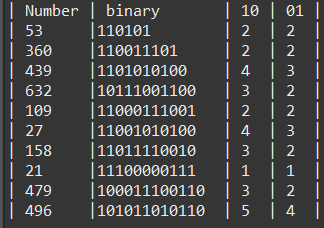 | Number | binary | 10 | 01 |
| 53 |110101 | 2 | 2 |
| 360 |110011101 | 2 | 2 |
| 439 |1101010100 | 4 | 3 |
| 632 |10111001100 | 3 | 2 |
| 109 |11000111001 | 2 | 2 |
| 27 |11001010100 | 4 | 3 |
| 158 |11011110010 | 3 | 2 |
| 21 |11100000111 | 1 | 1 |
| 479 |100011100110 | 3 | 2 |
| 496 |101011010110 | 5 | 4 |